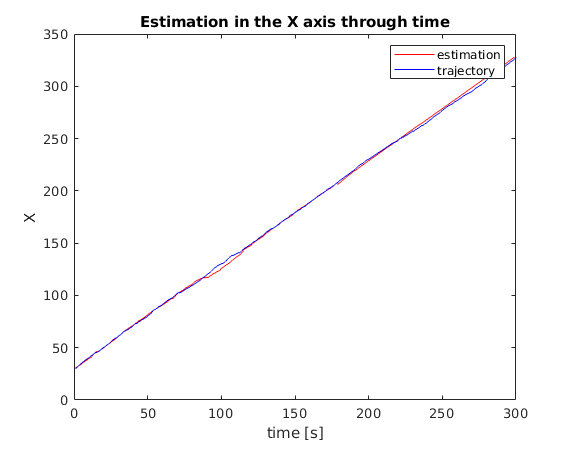 Estimation in the X axis through time
350
300
250
200
150
100
50
0
X
estimation
trajectory
0 50 100 150 200 250 300
time [s]